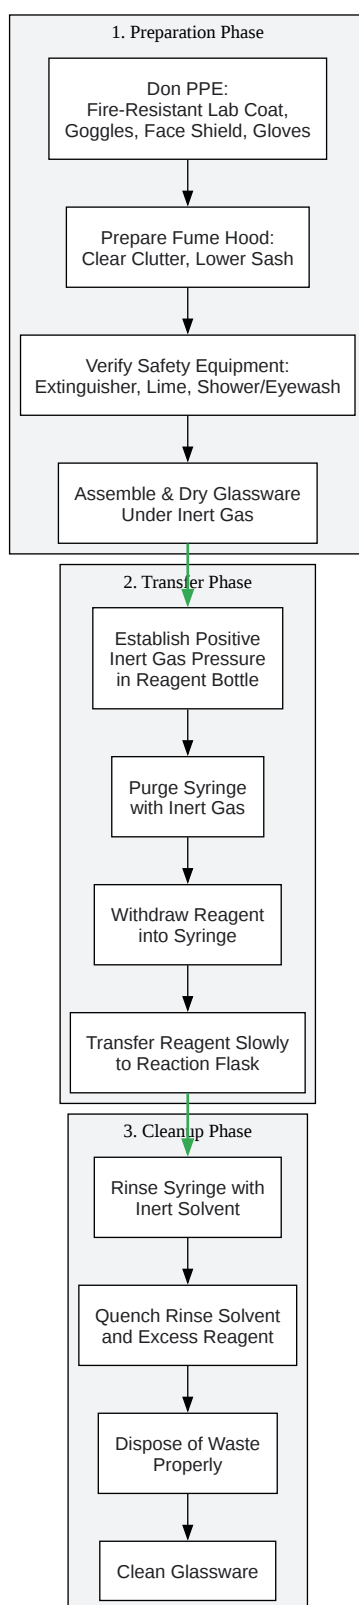 1. Preparation Phase
Don PPE:
Fire-Resistant Lab Coat,
Goggles, Face Shield, Gloves
Prepare Fume Hood:
Clear Clutter, Lower Sash
Verify Safety Equipment:
Extinguisher, Lime, Shower/Eyewash
Assemble & Dry Glassware
Under Inert Gas
2. Transfer Phase
Establish Positive
Inert Gas Pressure
in Reagent Bottle
Purge Syringe
with Inert Gas
Withdraw Reagent
into Syringe
Transfer Reagent Slowly
to Reaction Flask
3. Cleanup Phase
Rinse Syringe with
Inert Solvent
Quench Rinse Solvent
and Excess Reagent
Dispose of Waste
Properly
Clean Glassware